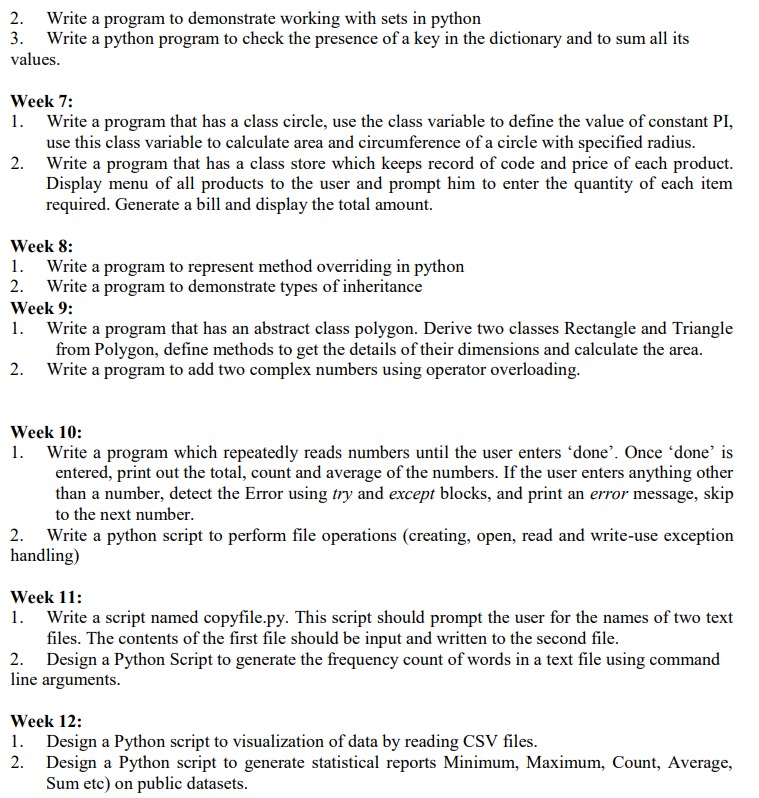 2. Write a program to demonstrate working with sets in python
3. Write a python program to check the presence of a key in the dictionary and to sum all its
values.
Week 7:
1. Write a program that has a class circle, use the class variable to define the value of constant PI,
use this class variable to calculate area and circumference of a circle with specified radius.
2. Write a program that has a class store which keeps record of code and price of each product.
Display menu of all products to the user and prompt him to enter the quantity of each item
required. Generate a bill and display the total amount.
Week 8:
1. Write a program to represent method overriding in python
2. Write a program to demonstrate types of inheritance
Week 9:
1. Write a program that has an abstract class polygon. Derive two classes Rectangle and Triangle
from Polygon, define methods to get the details of their dimensions and calculate the area.
2. Write a program to add two complex numbers using operator overloading.
Week 10:
1. Write a program which repeatedly reads numbers until the user enters ‘done’. Once ‘done’ is
entered, print out the total, count and average of the numbers. If the user enters anything other
than a number, detect the Error using try and except blocks, and print an error message, skip
to the next number.
2. Write a python script to perform file operations (creating, open, read and write-use exception
handling)
Week 11:
1. Write a script named copyfile.py. This script should prompt the user for the names of two text
files. The contents of the first file should be input and written to the second file.
2. Design a Python Script to generate the frequency count of words in a text file using command
line arguments.
Week 12:
1. Design a Python script to visualization of data by reading CSV files.
2. Design a Python script to generate statistical reports Minimum, Maximum, Count, Average,
Sum etc) on public datasets.